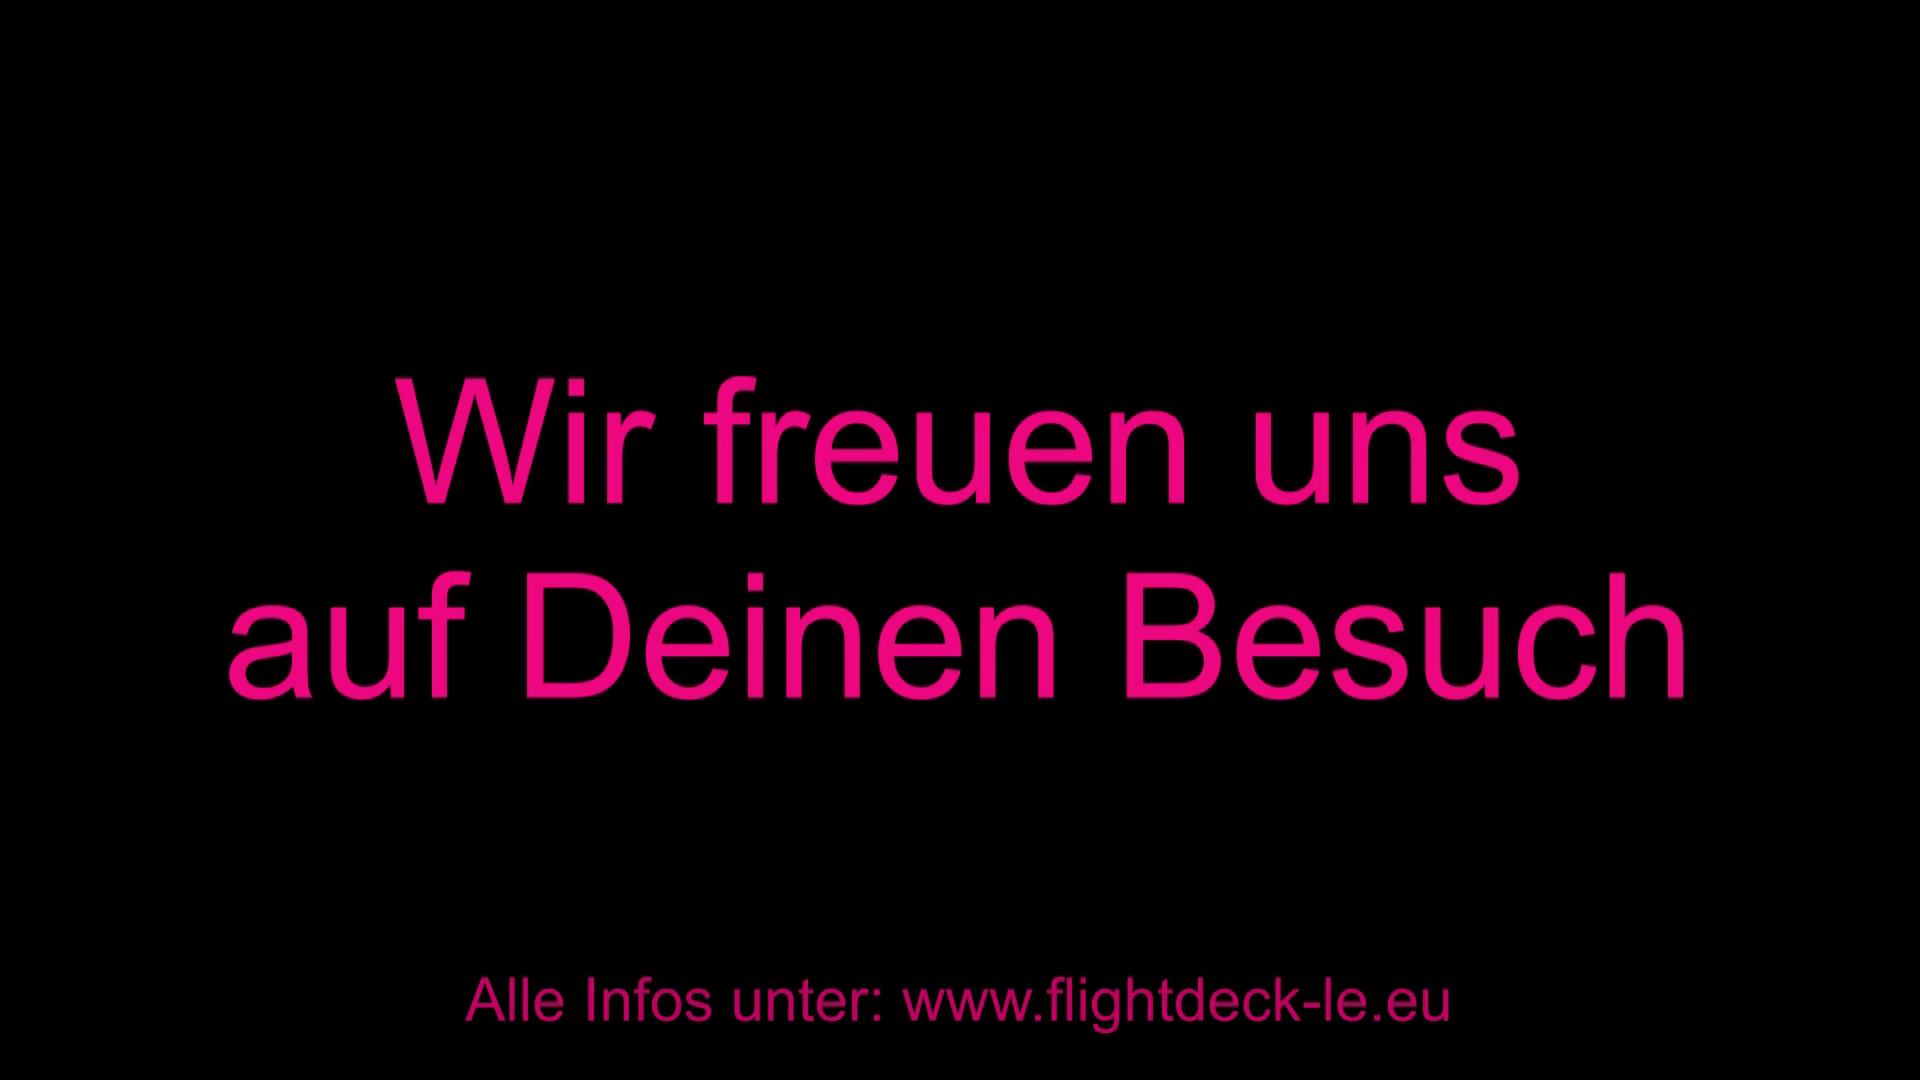 Wir freuen uns
auf Deinen Besuch
Alle Infos unter: www.flightdeck-le.eu